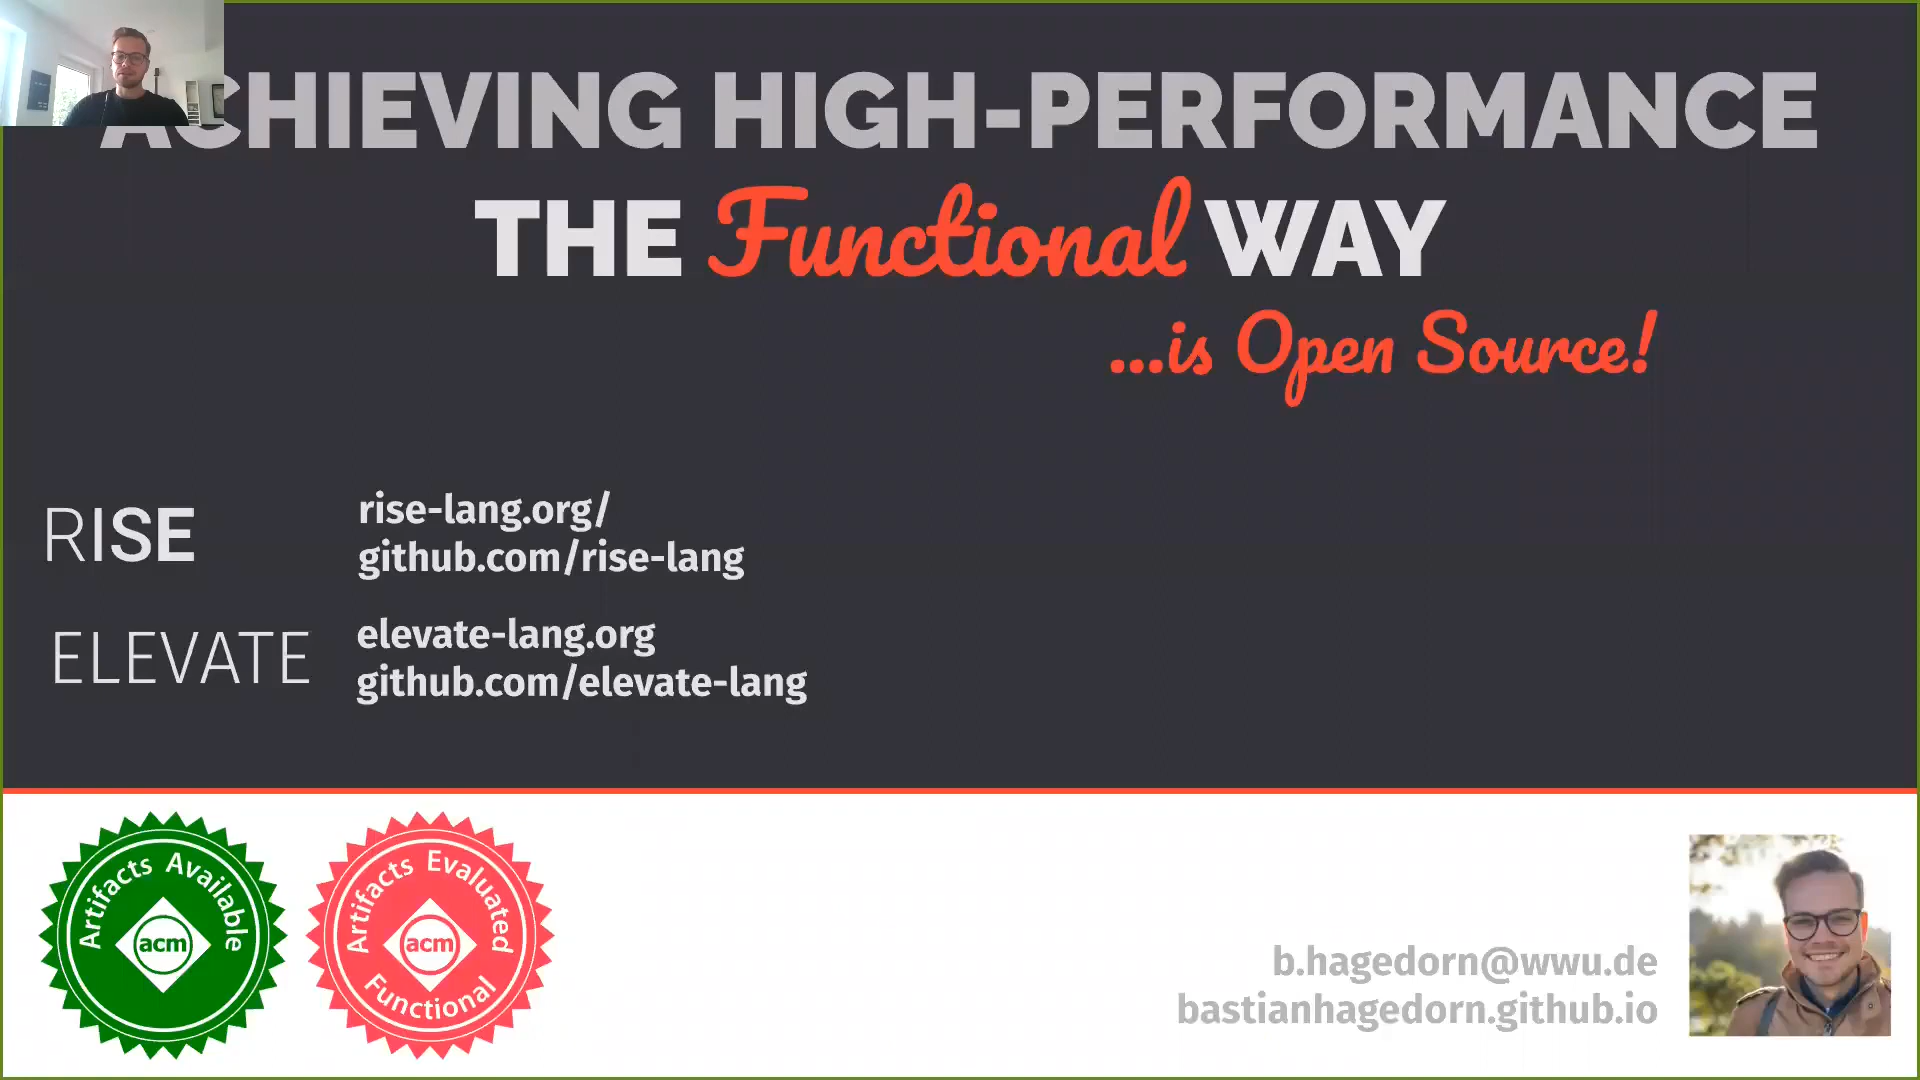 ACHIEVING HIGH-PERFORMANCE
THE Functional WAY
...is Open Source!
RISE
rise-lang.org/
github.com/rise-lang
ELEVATE
elevate-lang.org
github.com/elevate-lang
Artifacts Available
acm
Artifacts Evaluated
acm
Functional
b.hagedorn@wwu.de
bastianhagedorn.github.io